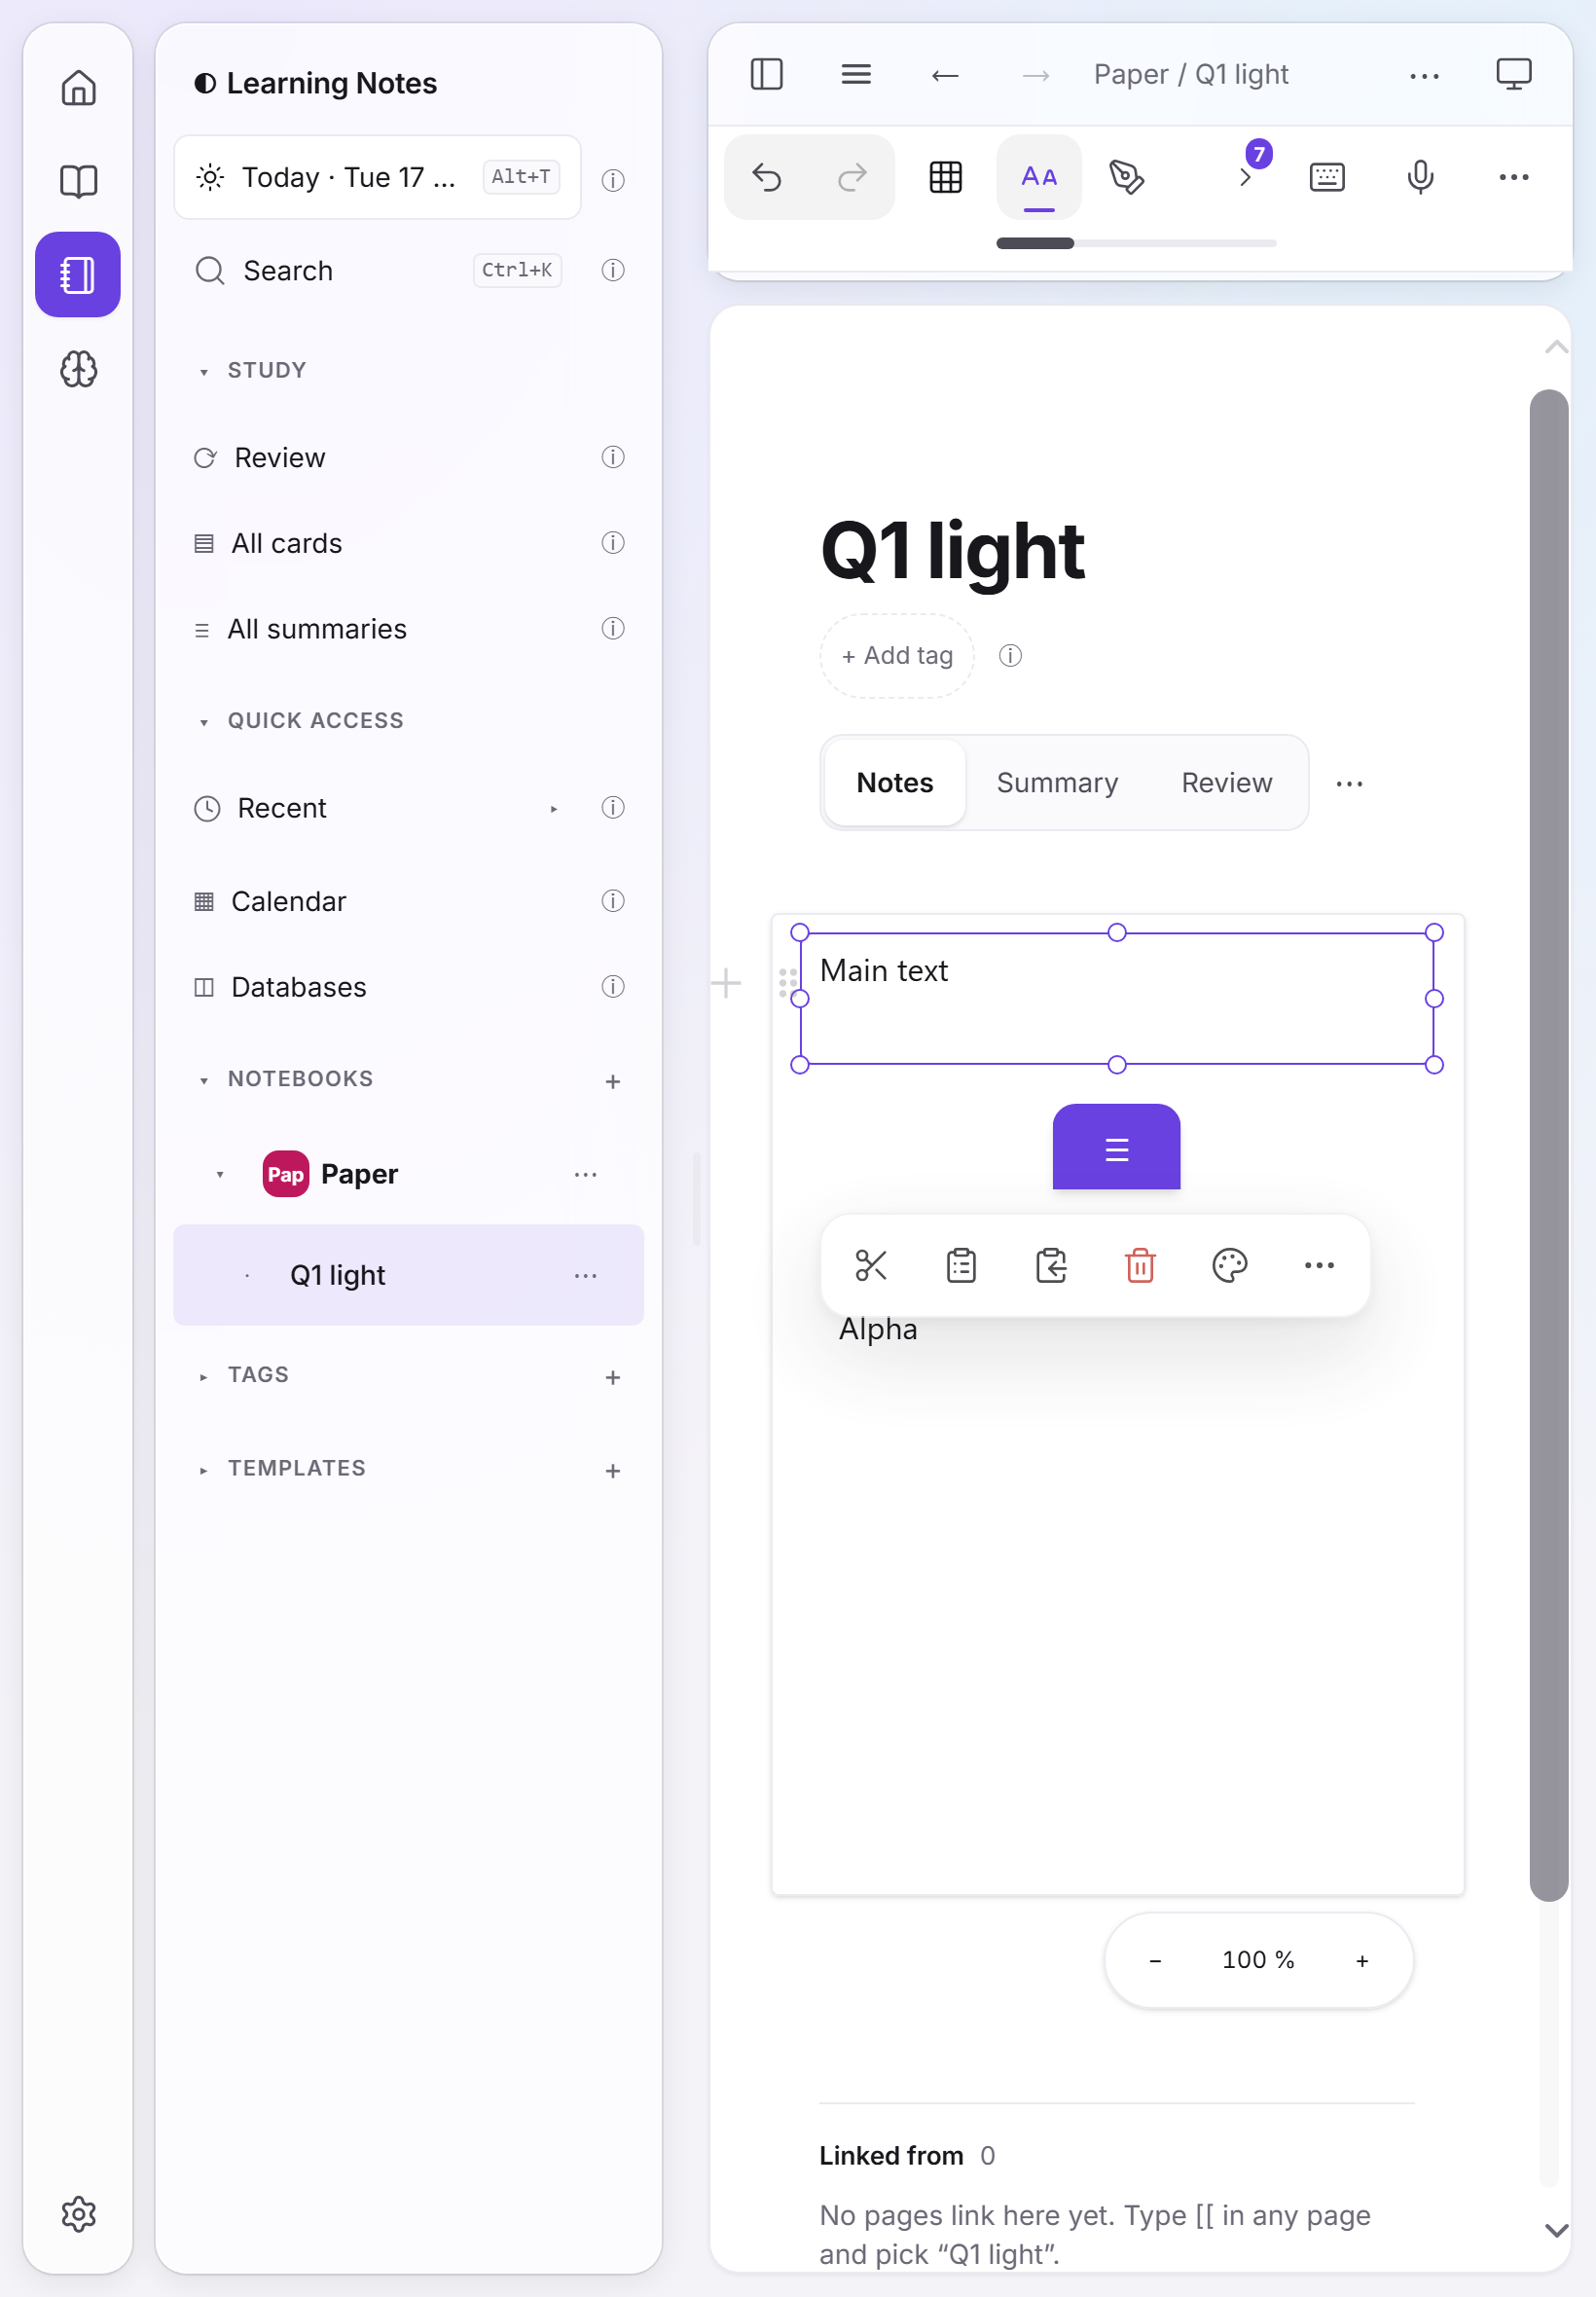 Learning Notes
Today · Tue 17 ... Alt+T
Search Ctrl+K
STUDY
Review
All cards
All summaries
QUICK ACCESS
Recent
Calendar
Databases
NOTEBOOKS +
Pap Paper ...
Q1 light ...
TAGS +
TEMPLATES +
Paper / Q1 light ...
AA 7
Q1 light
+ Add tag
Notes Summary Review ...
Main text
Alpha
− 100 % +
Linked from 0
No pages link here yet. Type [[ in any page
and pick “Q1 light”.